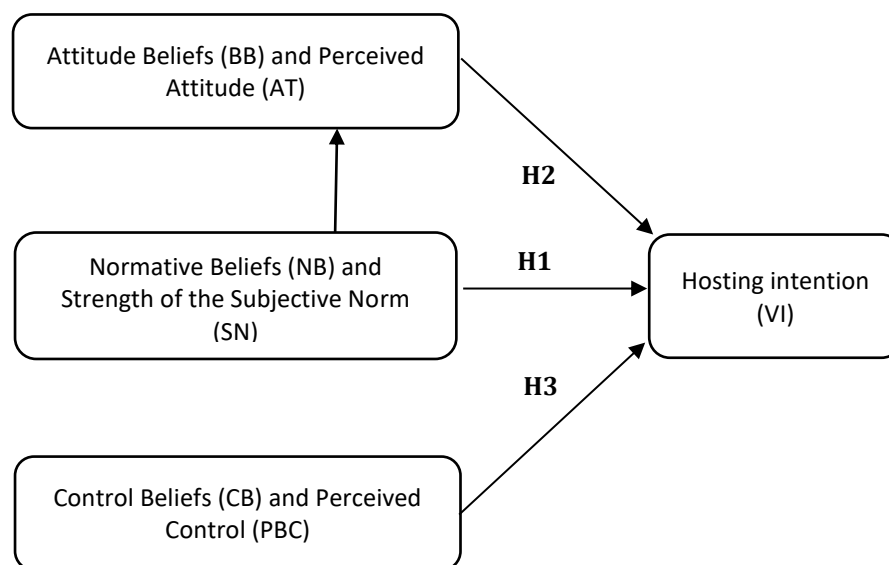 Attitude Beliefs (BB) and Perceived
Attitude (AT)
H2
Normative Beliefs (NB) and
Strength of the Subjective Norm
(SN)
H1
Hosting intention
(VI)
H3
Control Beliefs (CB) and Perceived
Control (PBC)